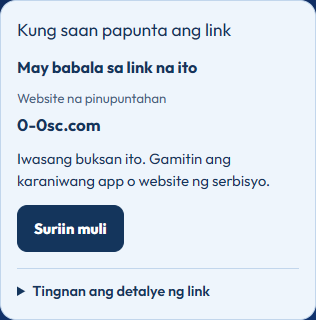 Kung saan papunta ang link
May babala sa link na ito
Website na pinupuntahan
0-0sc.com
Iwasang buksan ito. Gamitin ang
karaniwang app o website ng serbisyo.
Suriin muli
Tingnan ang detalye ng link